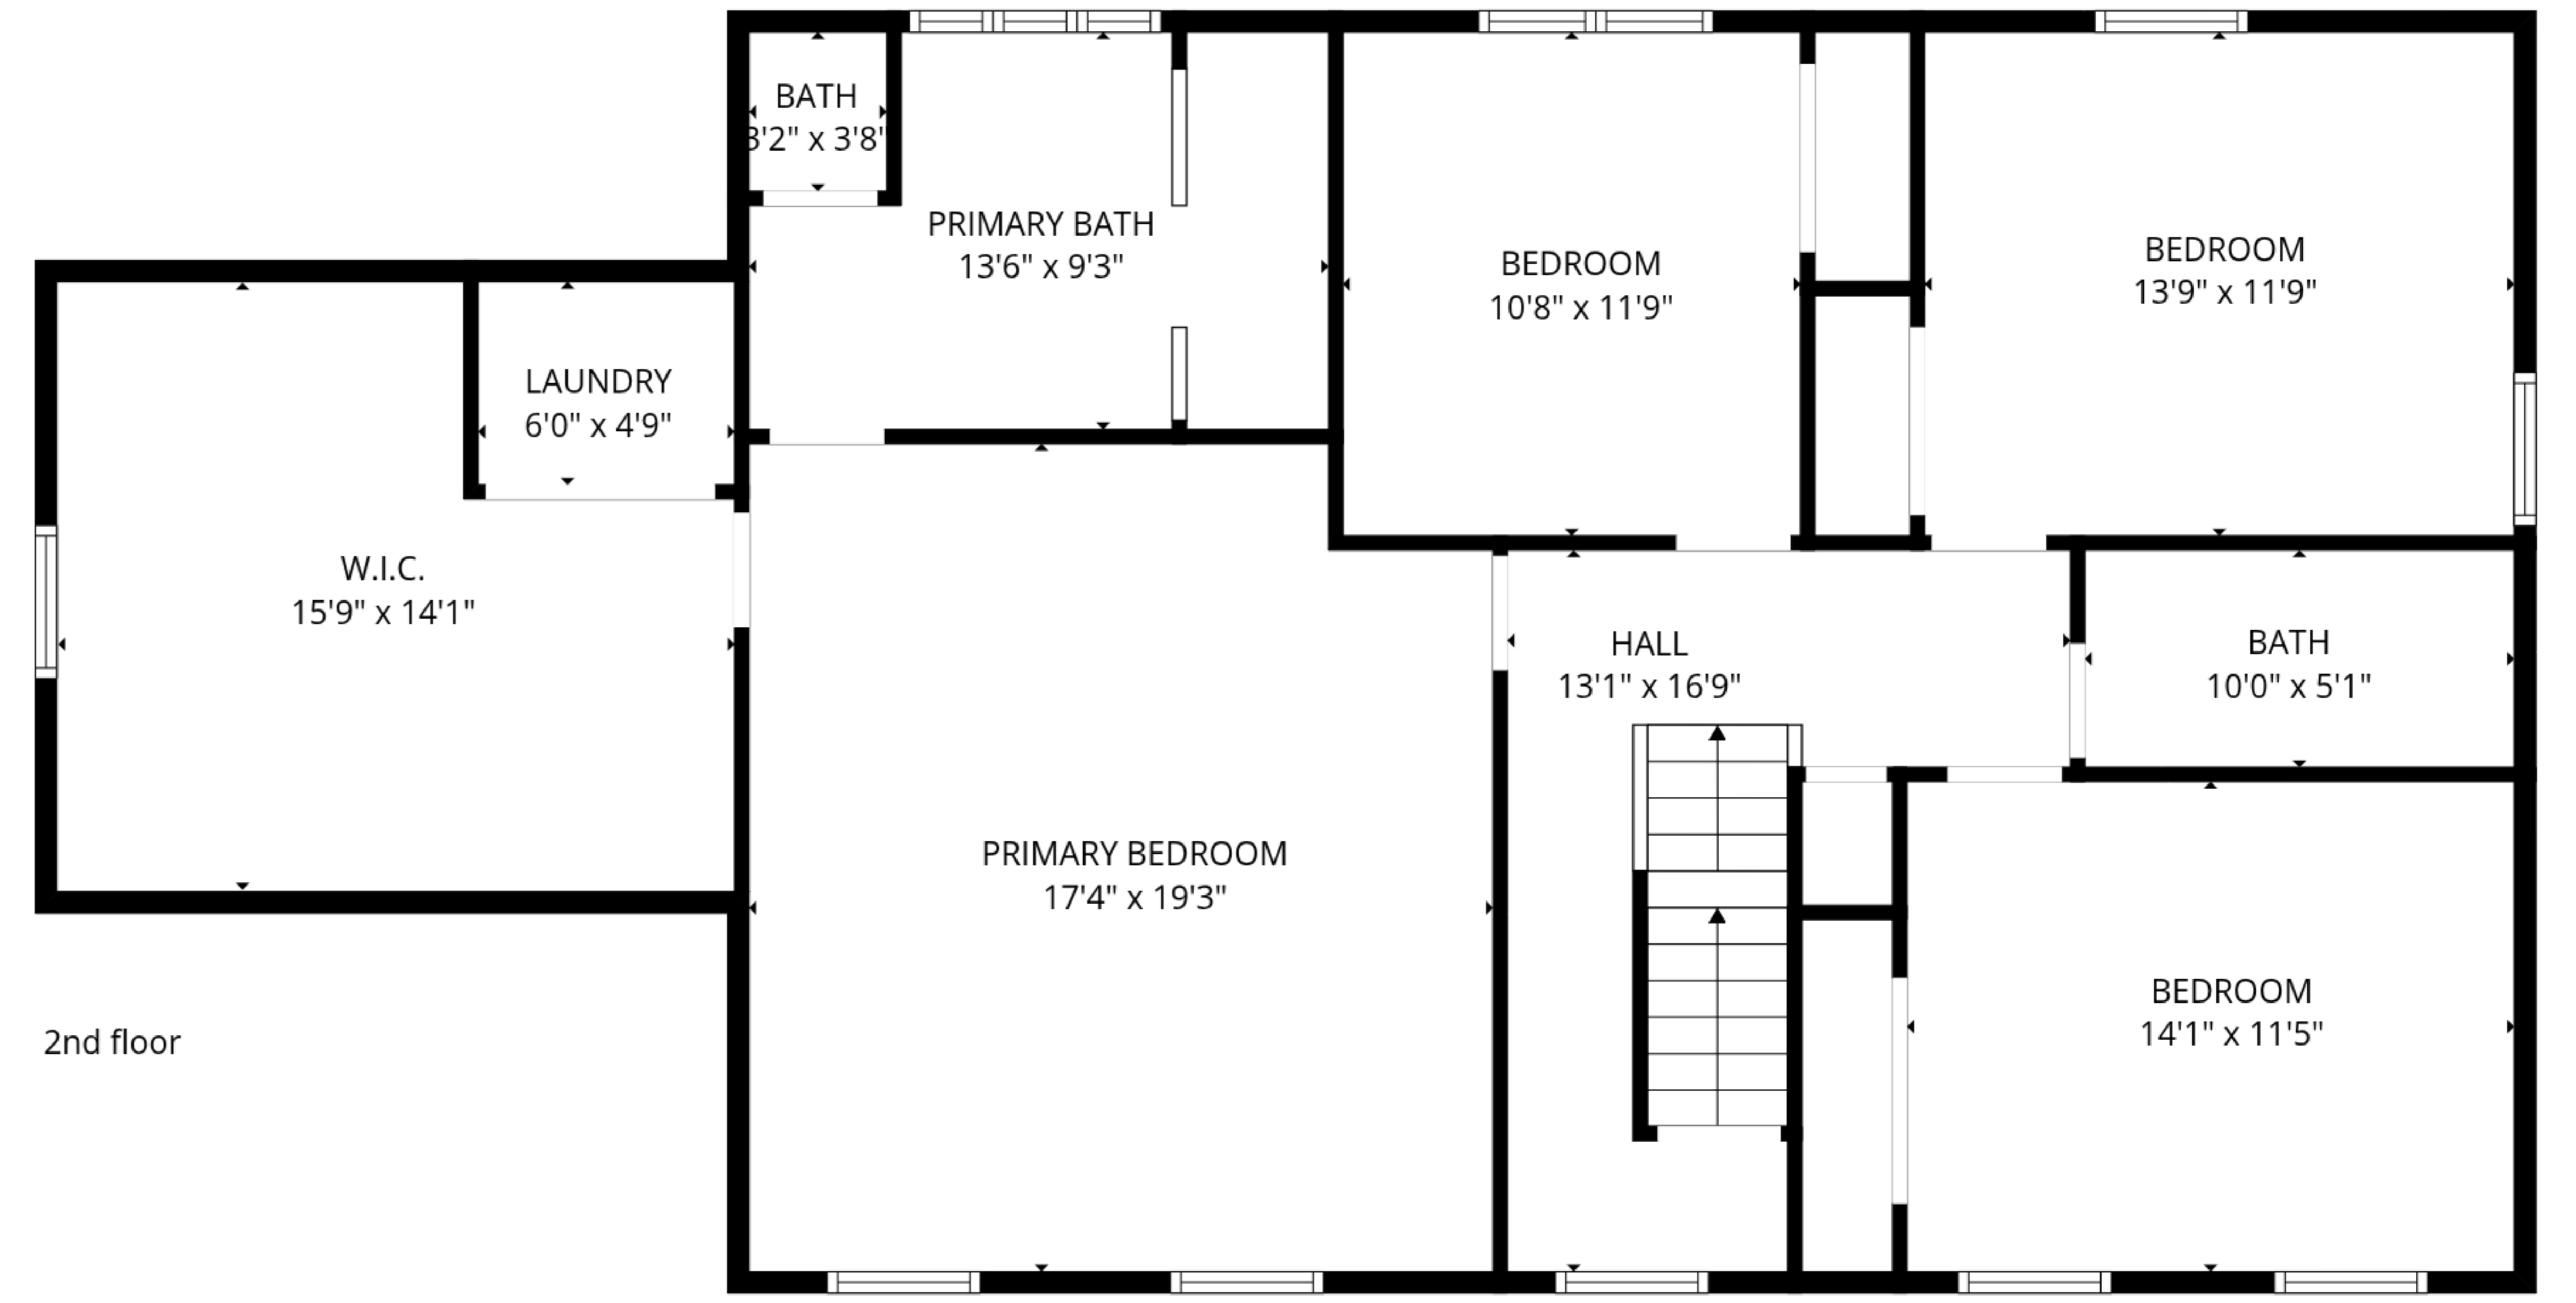 BATH
3'2" x 3'8"
PRIMARY BATH
13'6" x 9'3"
BEDROOM
10'8" x 11'9"
BEDROOM
13'9" x 11'9"
LAUNDRY
6'0" x 4'9"
W.I.C.
15'9" x 14'1"
HALL
13'1" x 16'9"
BATH
10'0" x 5'1"
PRIMARY BEDROOM
17'4" x 19'3"
BEDROOM
14'1" x 11'5"
2nd floor